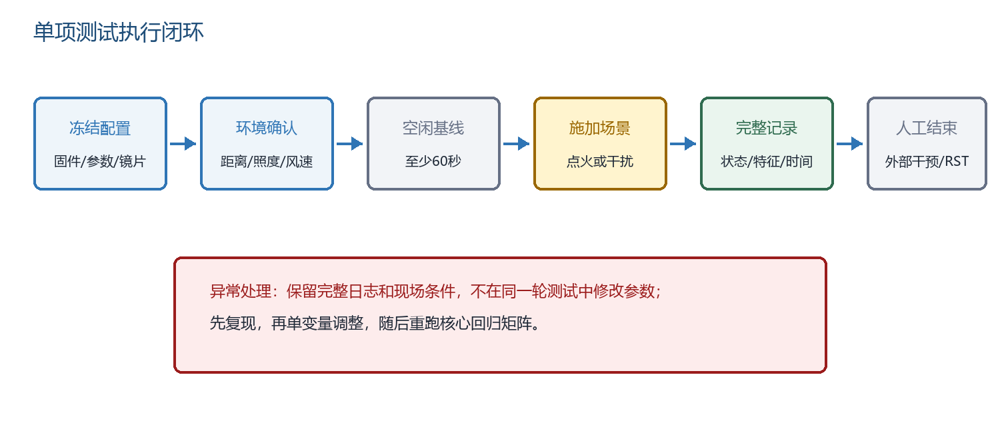 单项测试执行闭环
冻结配置
固件/参数/镜片
环境确认
距离/照度/风速
空闲基线
至少60秒
施加场景
点火或干扰
完整记录
状态/特征/时间
人工结束
外部干预/RST
异常处理：保留完整日志和现场条件，不在同一轮测试中修改参数；
先复现，再单变量调整，随后重跑核心回归矩阵。